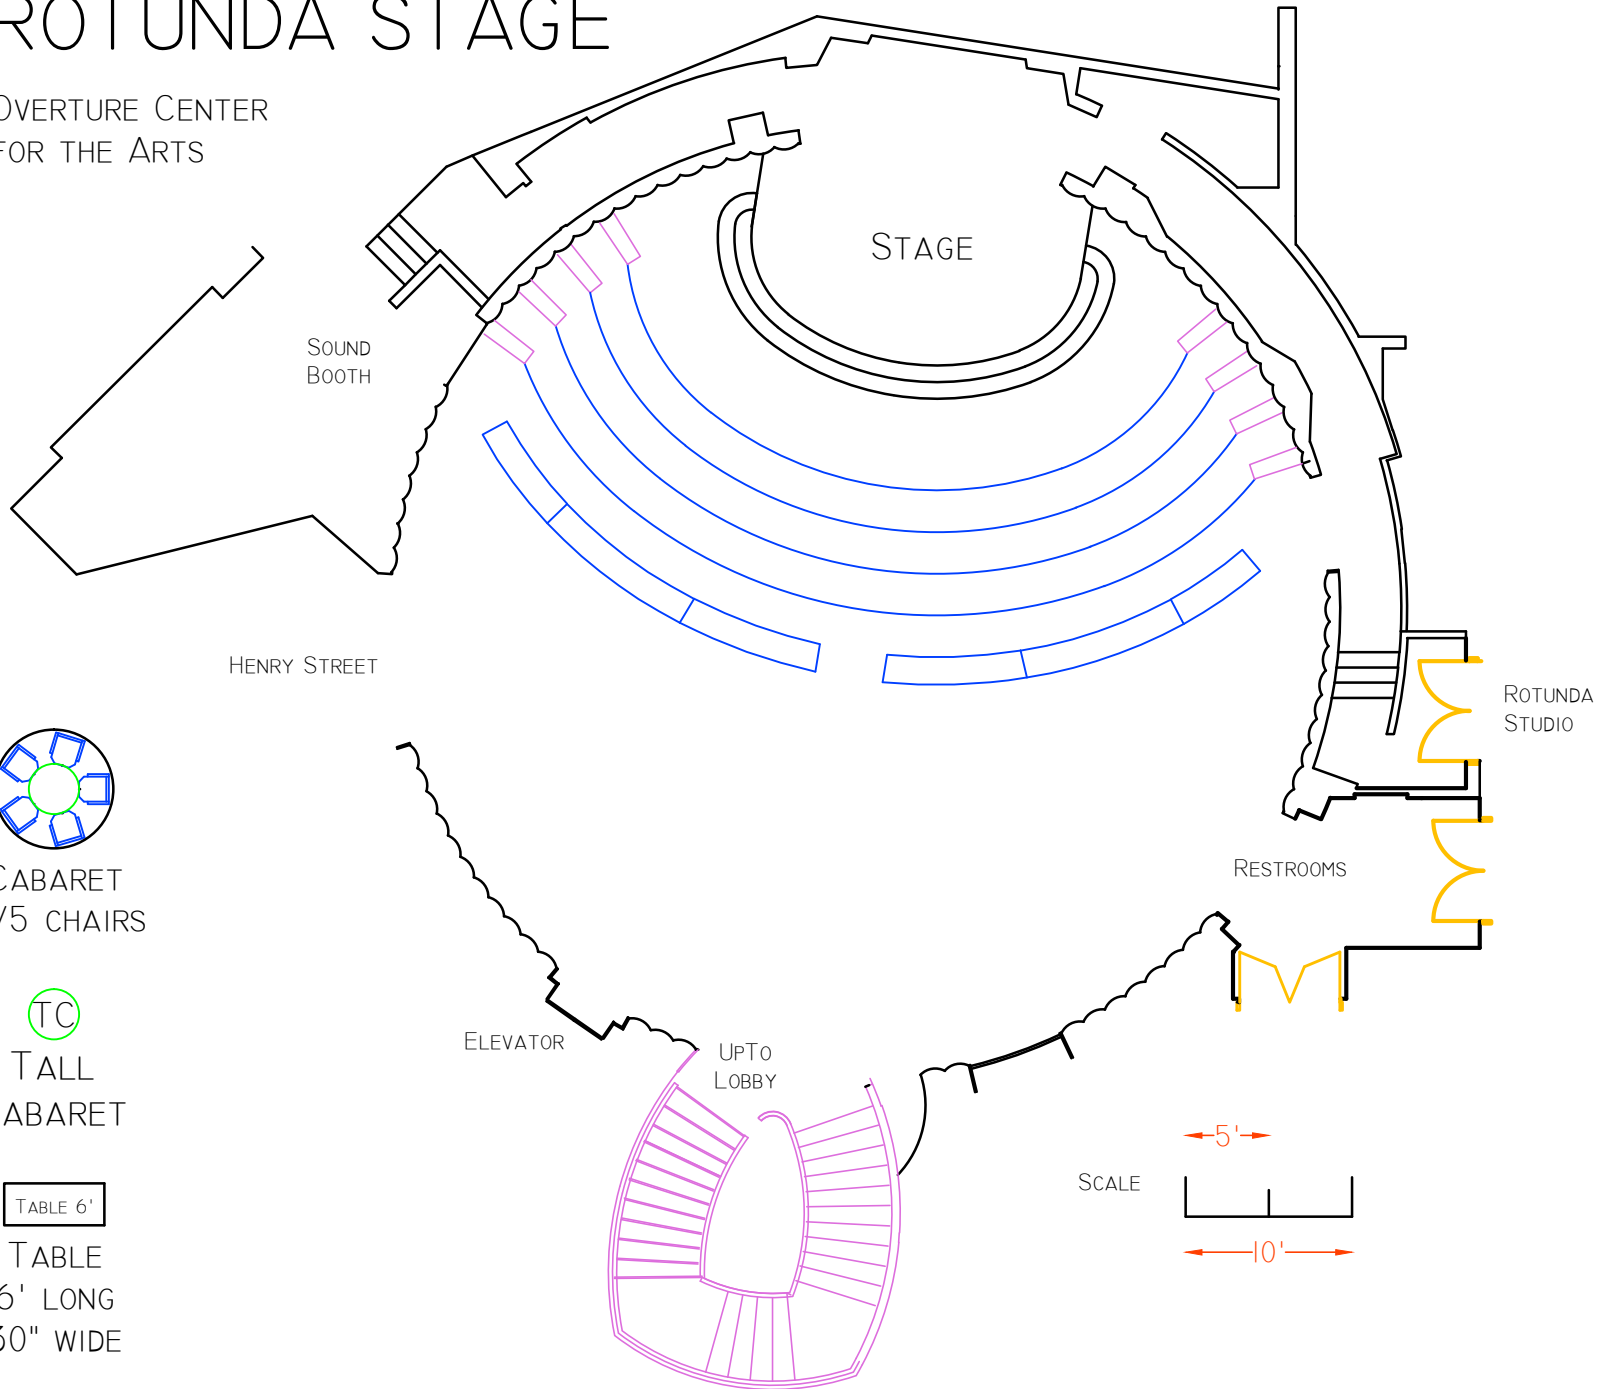 ROTUNDA STAGE
OVERTURE CENTER
FOR THE ARTS
STAGE
SOUND
BOOTH
HENRY STREET
ROTUNDA
STUDIO
CABARET
/5 CHAIRS
RESTROOMS
TC
TALL
ABARET
ELEVATOR
UPTO
LOBBY
5'
SCALE
10'
TABLE 6'
TABLE
6' LONG
30" WIDE